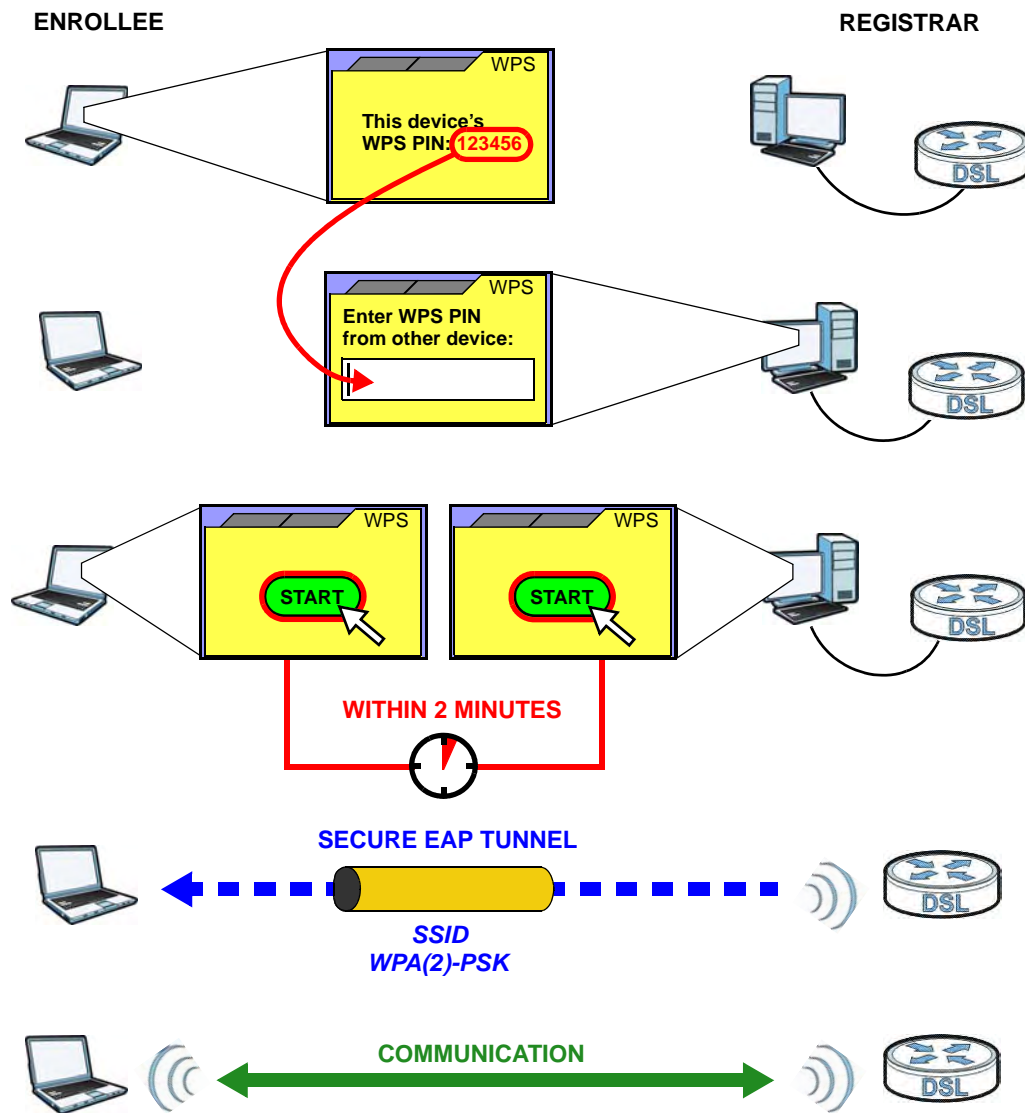 ENROLLEE
REGISTRAR
WPS
This device's
WPS PIN: 123456
DSL
WPS
Enter WPS PIN
from other device:
DSL
WPS
WPS
START
START
DSL
WITHIN 2 MINUTES
SECURE EAP TUNNEL
DSL
SSID
WPA(2)-PSK
COMMUNICATION
DSL